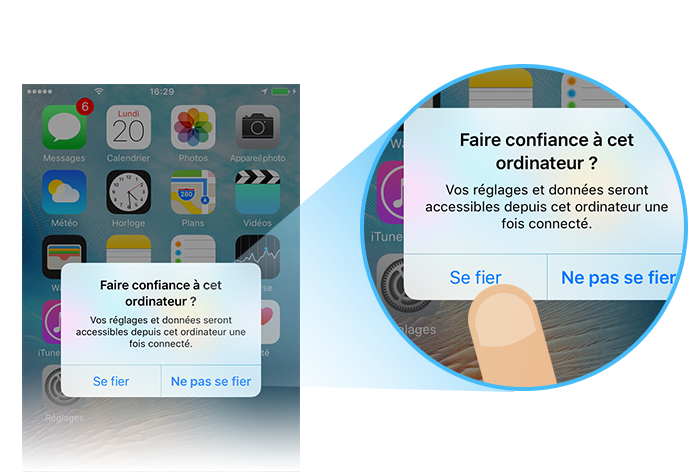 16:29
6
Lundi
20
Messages
Calendrier
Photos
Appareil photo
280
Météo
Horloge
Plans
Vidéos
Faire confiance à cet
ordinateur ?
Vos réglages et données seront
accessibles depuis cet ordinateur une
fois connecté.
Se fier
Ne pas se fier
Réglages
Faire confiance à cet
ordinateur ?
Vos réglages et données seront
accessibles depuis cet ordinateur une
fois connecté.
Se fier
Ne pas se fier
Réglages